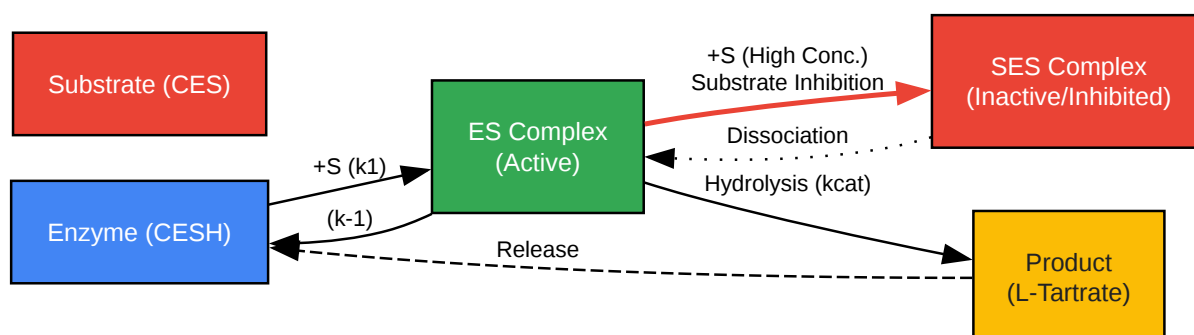 Substrate (CES)
+S (High Conc.)
Substrate Inhibition
SES Complex
(Inactive/Inhibited)
ES Complex
(Active)
Dissociation
+S (k1)
Hydrolysis (kcat)
Enzyme (CESH)
(k-1)
Release
Product
(L-Tartrate)